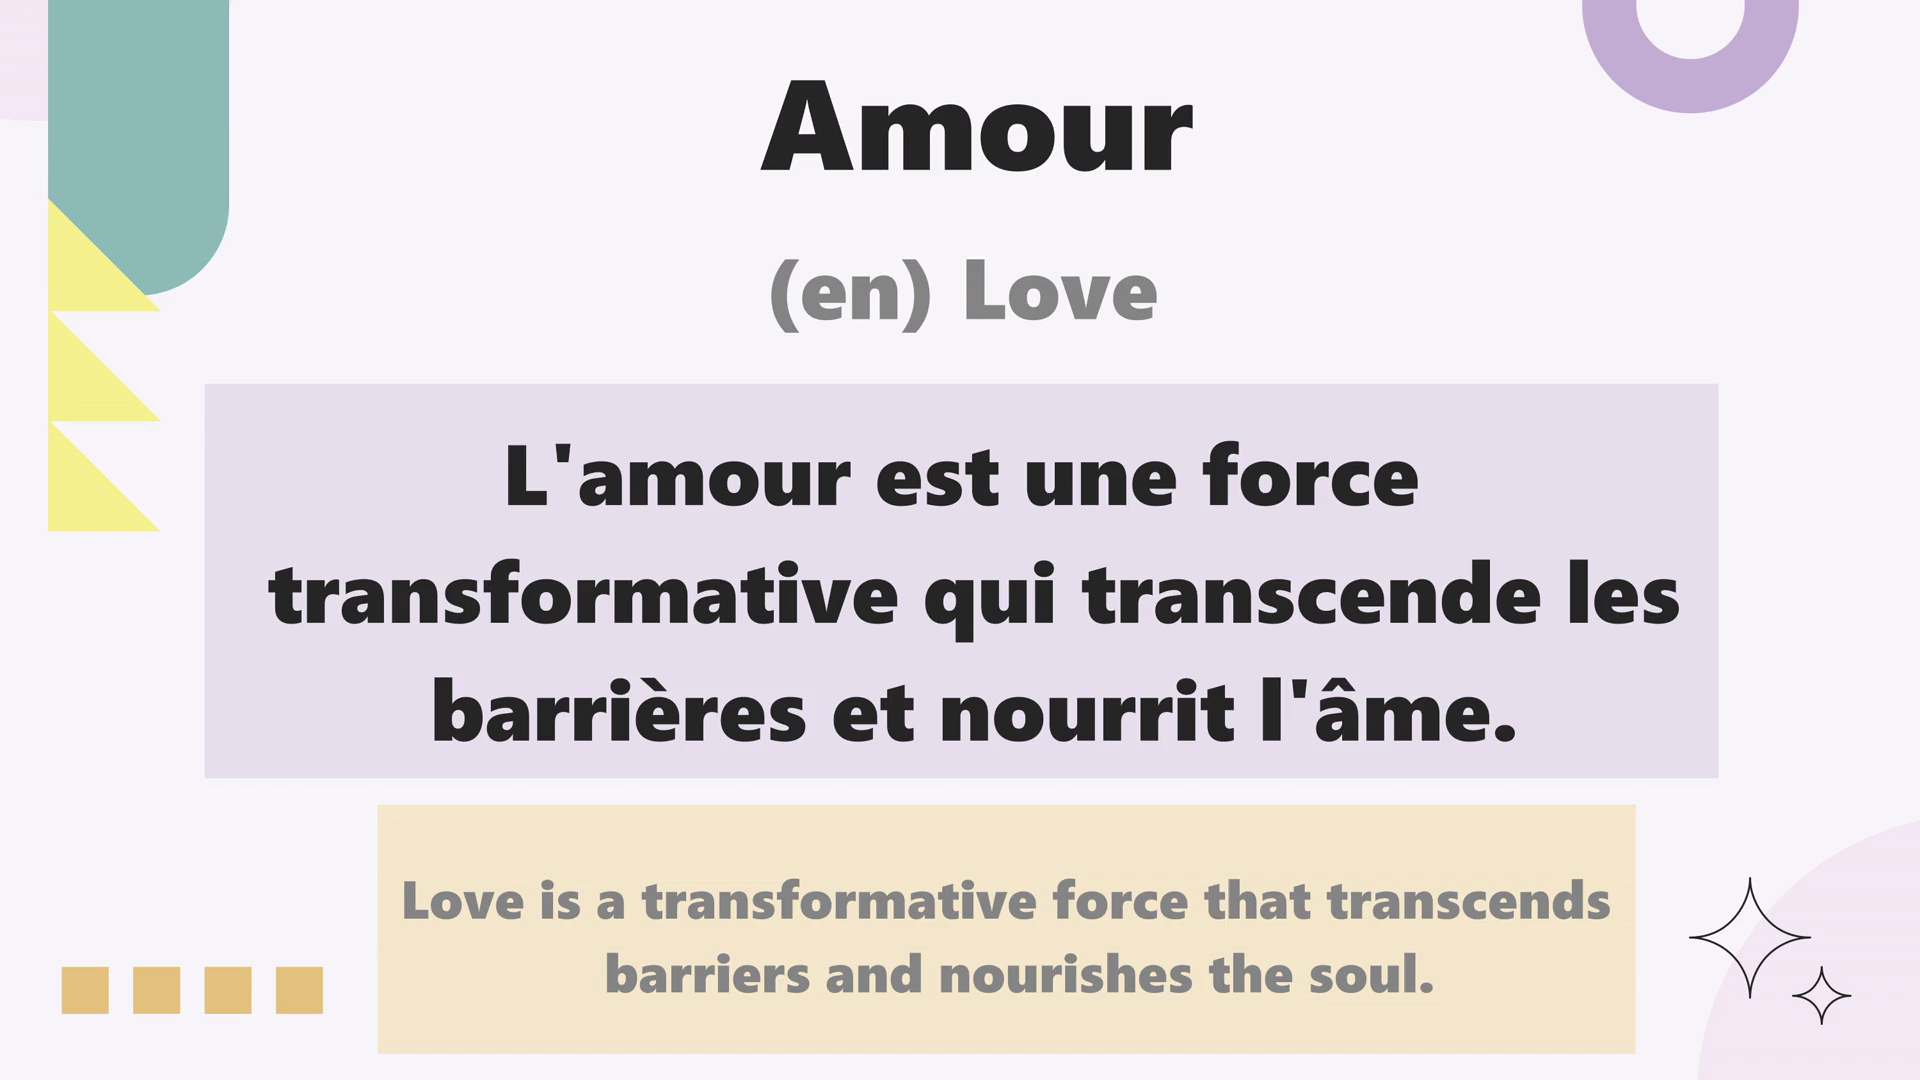 Amour
(en) Love
L'amour est une force
transformative qui transcende les
barrières et nourrit l'âme.
Love is a transformative force that transcends
barriers and nourishes the soul.